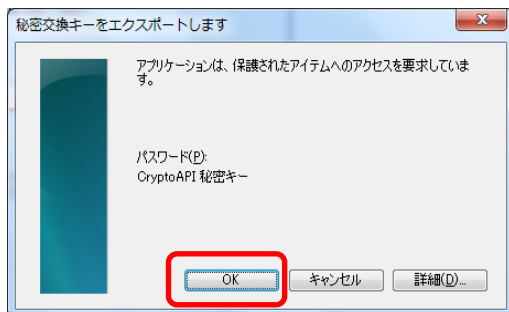 秘密交換キーをエクスポートします
アプリケーションは、保護されたアイテムへのアクセスを要求していま
す。
パスワード(P):
CryptoAPI 秘密キー
OK キャンセル 詳細(D)...